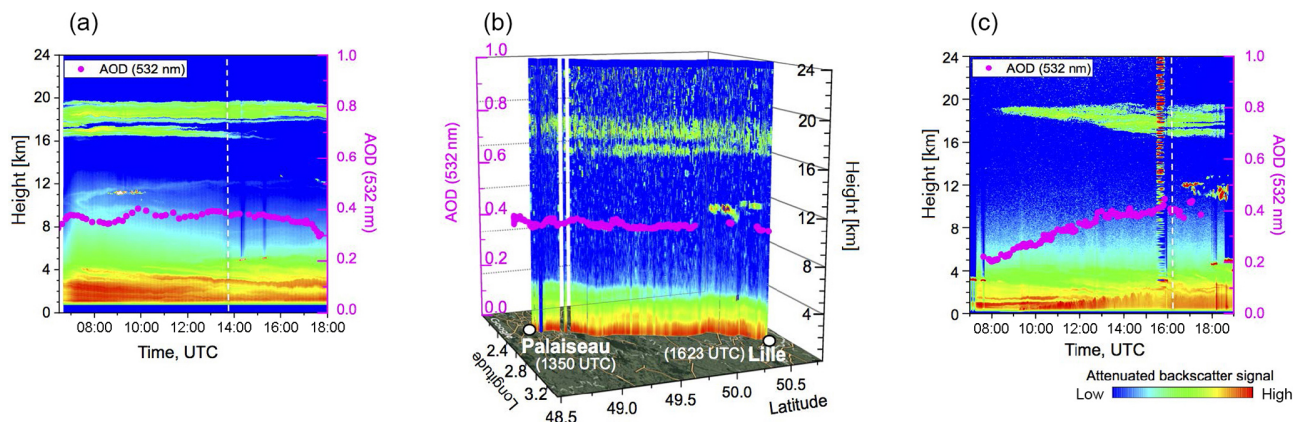 (a)
(b)
(c)
AOD (532 nm)
24
20
16
12
8
4
0
Height [km]
1.0
0.8
0.6
0.4
0.2
0.0
AOD (532 nm)
08:00 10:00 12:00 14:00 16:00 18:00
Time, UTC
1.0
0.8
0.6
0.4
0.2
0.0
AOD (532 nm)
24
20
16
12
8
4
Height [km]
Palaiseau
(1350 UTC)
(1623 UTC) Lille
2.4
2.8
3.2
Longitude
48.5 49.0 49.5 50.0 50.5
Latitude
AOD (532 nm)
24
20
16
12
8
4
0
Height [km]
1.0
0.8
0.6
0.4
0.2
0.0
AOD (532 nm)
08:00 10:00 12:00 14:00 16:00 18:00
Time, UTC
Attenuated backscatter signal
Low High